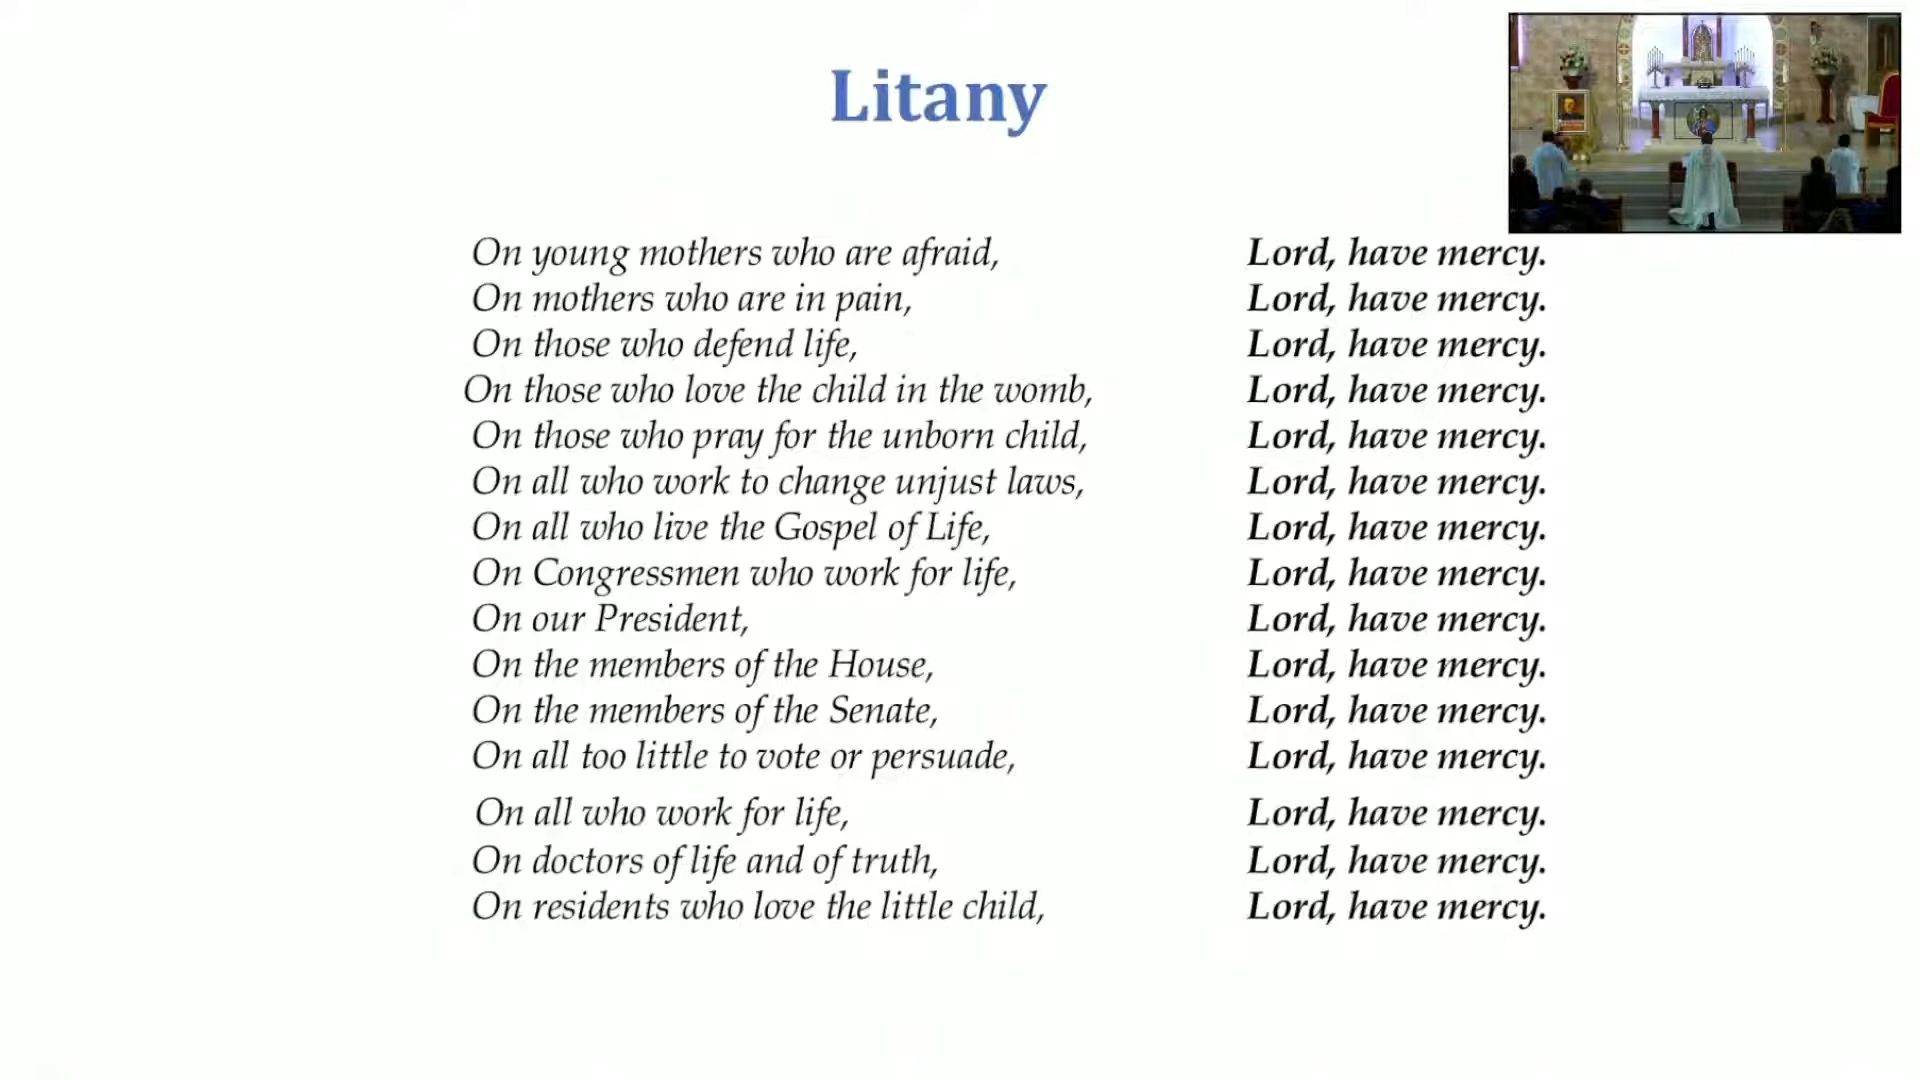 Litany
On young mothers who are afraid, Lord, have mercy.
On mothers who are in pain, Lord, have mercy.
On those who defend life, Lord, have mercy.
On those who love the child in the womb, Lord, have mercy.
On those who pray for the unborn child, Lord, have mercy.
On all who work to change unjust laws, Lord, have mercy.
On all who live the Gospel of Life, Lord, have mercy.
On Congressmen who work for life, Lord, have mercy.
On our President, Lord, have mercy.
On the members of the House, Lord, have mercy.
On the members of the Senate, Lord, have mercy.
On all too little to vote or persuade, Lord, have mercy.
On all who work for life, Lord, have mercy.
On doctors of life and of truth, Lord, have mercy.
On residents who love the little child, Lord, have mercy.